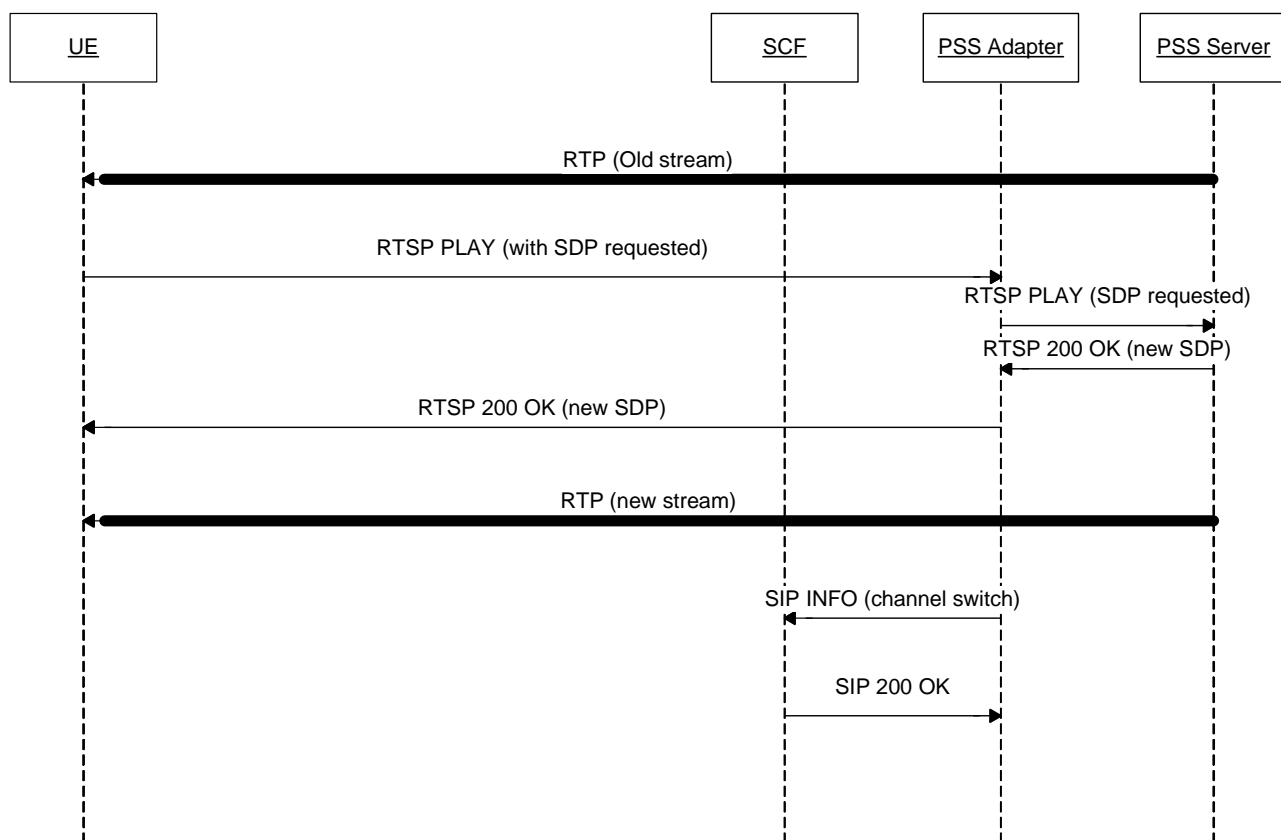 UE
SCF
PSS Adapter
PSS Server
RTP (Old stream)
RTSP PLAY (with SDP requested)
RTSP PLAY (SDP requested)
RTSP 200 OK (new SDP)
RTSP 200 OK (new SDP)
RTP (new stream)
SIP INFO (channel switch)
SIP 200 OK